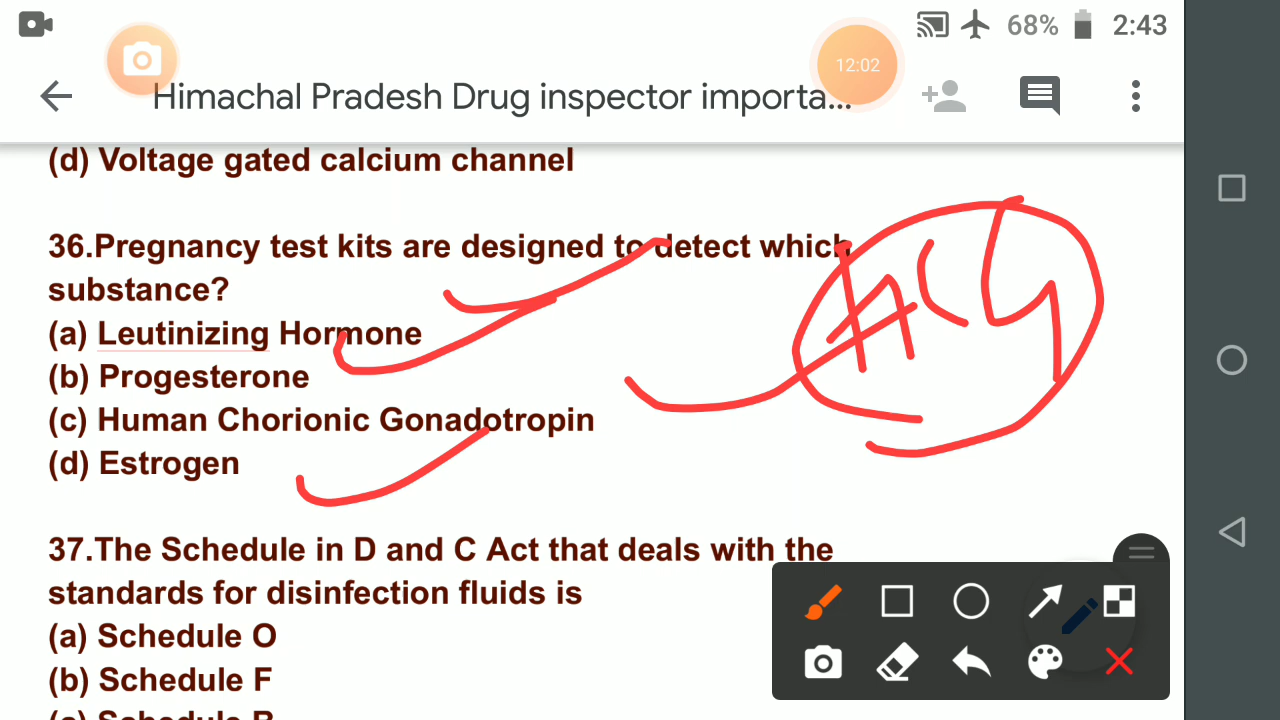 68% 2:43
12:02
Himachal Pradesh Drug inspector importa...
(d) Voltage gated calcium channel
36.Pregnancy test kits are designed to detect which
substance?
(a) Leutinizing Hormone
(b) Progesterone
(c) Human Chorionic Gonadotropin
(d) Estrogen
HCG
37.The Schedule in D and C Act that deals with the
standards for disinfection fluids is
(a) Schedule O
(b) Schedule F